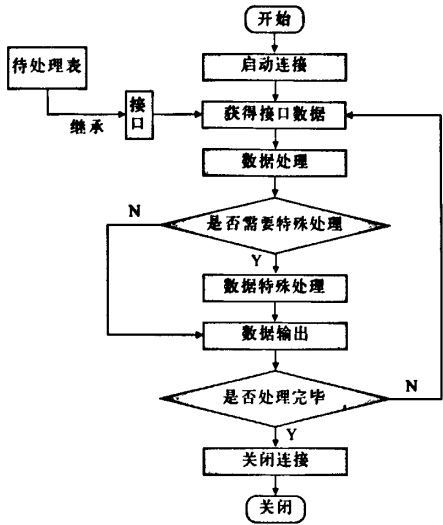 开始
启动连接
待处理表
继承
接口
获得接口数据
数据处理
是否需要特殊处理
N
Y
数据特殊处理
数据输出
是否处理完毕
N
Y
关闭连接
关闭